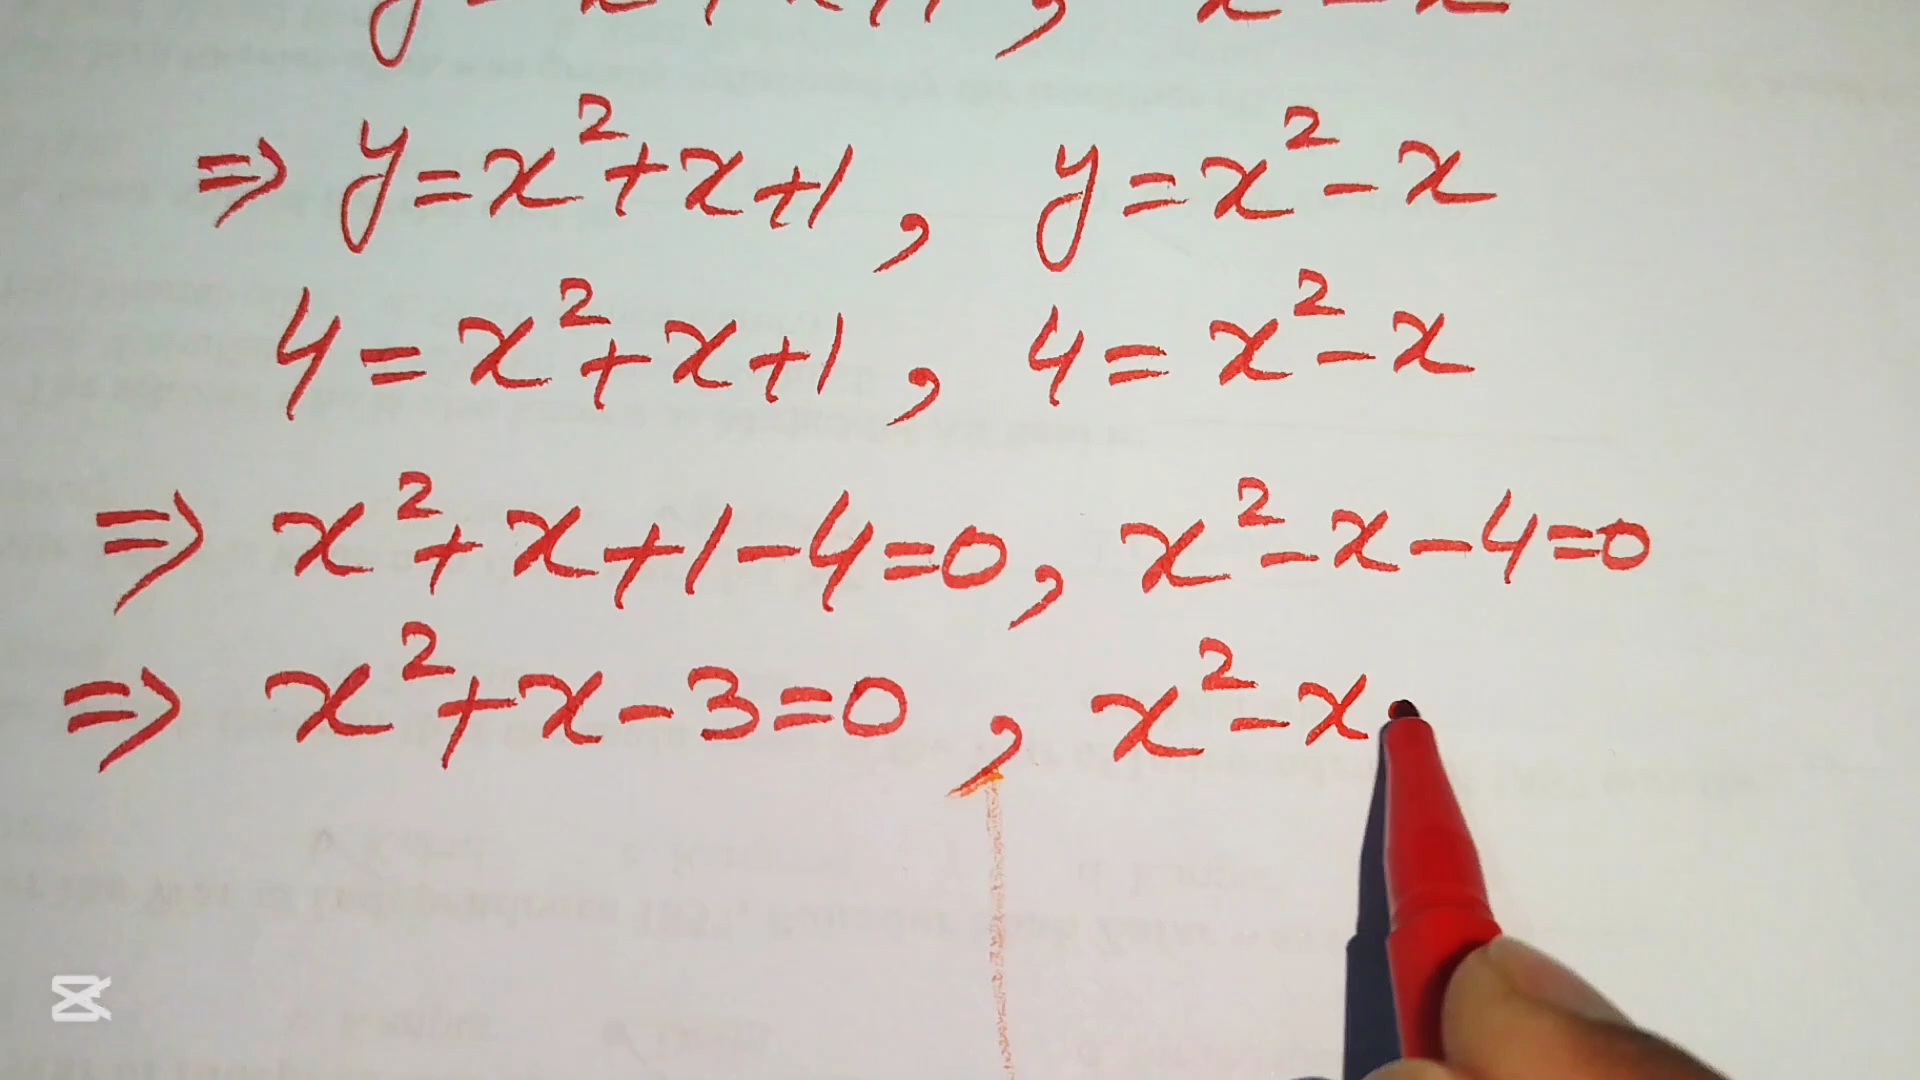 ⇒ y=x²+x+1, y=x²-x
4=x²+x+1, 4=x²-x
⇒ x²+x+1-4=0, x²-x-4=0
⇒ x²+x-3=0, x²-x